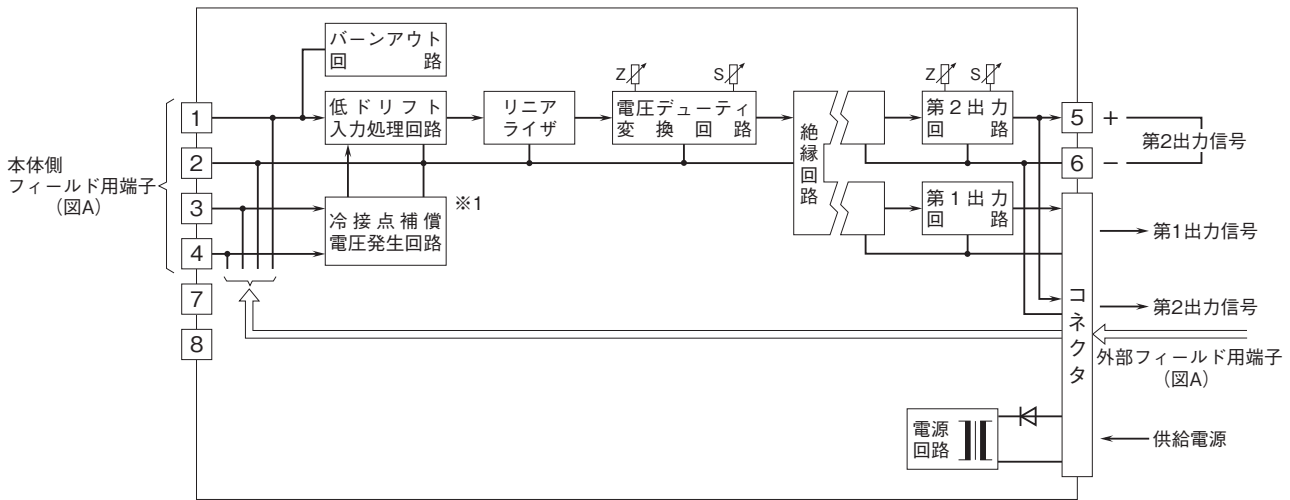 バーンアウト
回路
Z
S
Z
S
1
低ドリフト
入力処理回路
リニア
ライザ
電圧デューティ
変換回路
絶縁回路
第2出力
回路
5
+
第2出力信号
2
6
−
本体側
フィールド用端子
(図A)
3
冷接点補償
電圧発生回路
※1
第1出力
回路
第1出力信号
4
7
コネクタ
第2出力信号
8
外部フィールド用端子
(図A)
電源
回路
供給電源